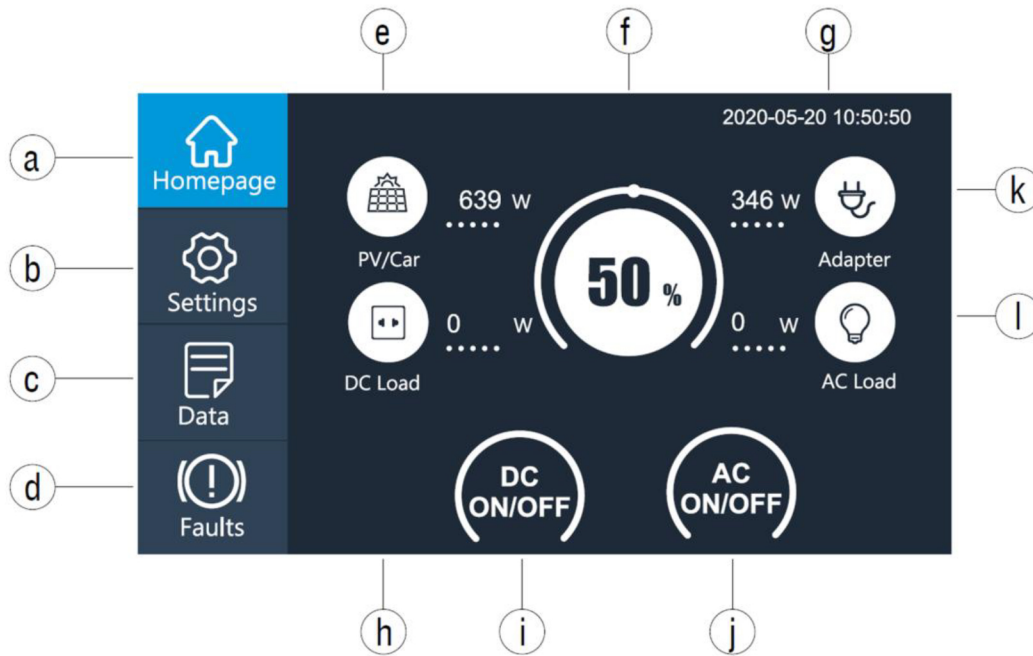 e
f
g
a
Homepage
2020-05-20 10:50:50
639 W
346 W
k
PV/Car
50 %
Adapter
b
Settings
0 W
0 W
l
c
Data
DC Load
AC Load
d
Faults
DC
ON/OFF
AC
ON/OFF
h
i
j